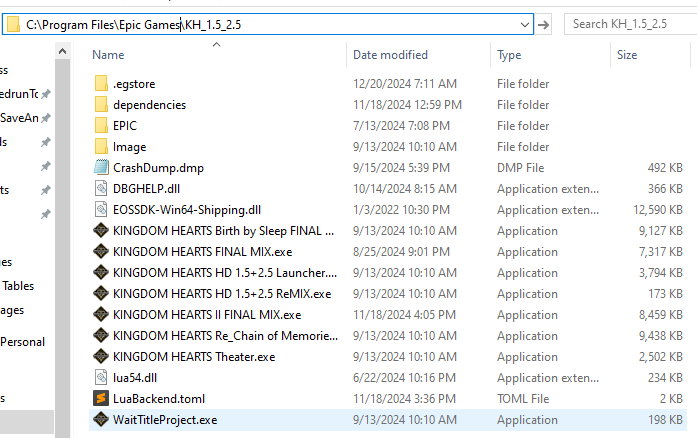 C:\Program Files\Epic Games\KH_1.5_2.5 Search KH_1.5_2.5
Name Date modified Type Size
.egstore 12/20/2024 7:11 AM File folder
dependencies 11/18/2024 12:59 PM File folder
EPIC 7/13/2024 7:08 PM File folder
Image 9/13/2024 10:10 AM File folder
CrashDump.dmp 9/15/2024 5:39 PM DMP File 492 KB
DBGHELP.dll 10/14/2024 8:15 AM Application exten... 366 KB
EOSSDK-Win64-Shipping.dll 1/3/2022 10:30 PM Application exten... 12,590 KB
KINGDOM HEARTS Birth by Sleep FINAL ... 9/13/2024 10:10 AM Application 9,127 KB
KINGDOM HEARTS FINAL MIX.exe 8/25/2024 9:01 PM Application 7,317 KB
KINGDOM HEARTS HD 1.5+2.5 Launcher.... 9/13/2024 10:10 AM Application 3,794 KB
KINGDOM HEARTS HD 1.5+2.5 ReMIX.exe 9/13/2024 10:10 AM Application 173 KB
KINGDOM HEARTS II FINAL MIX.exe 11/18/2024 4:05 PM Application 8,459 KB
KINGDOM HEARTS Re_Chain of Memorie... 9/13/2024 10:10 AM Application 9,438 KB
KINGDOM HEARTS Theater.exe 9/13/2024 10:10 AM Application 2,502 KB
lua54.dll 6/22/2024 10:16 PM Application exten... 234 KB
LuaBackend.toml 11/18/2024 3:36 PM TOML File 2 KB
WaitTitleProject.exe 9/13/2024 10:10 AM Application 198 KB
ss
edrunTo
SaveAn
ds
ts
es
Tables
ages
Personal
s